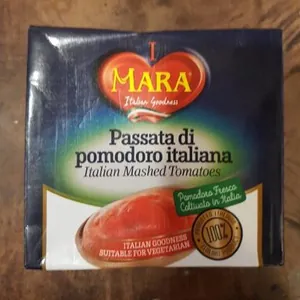 I
MARA
Italian Goodness
Passata di
pomodoro italiana
Italian Mashed Tomatoes
Pomodoro Fresco
Coltivato in Italia
100%
ITALIAN GOODNESS
SUITABLE FOR VEGETARIAN